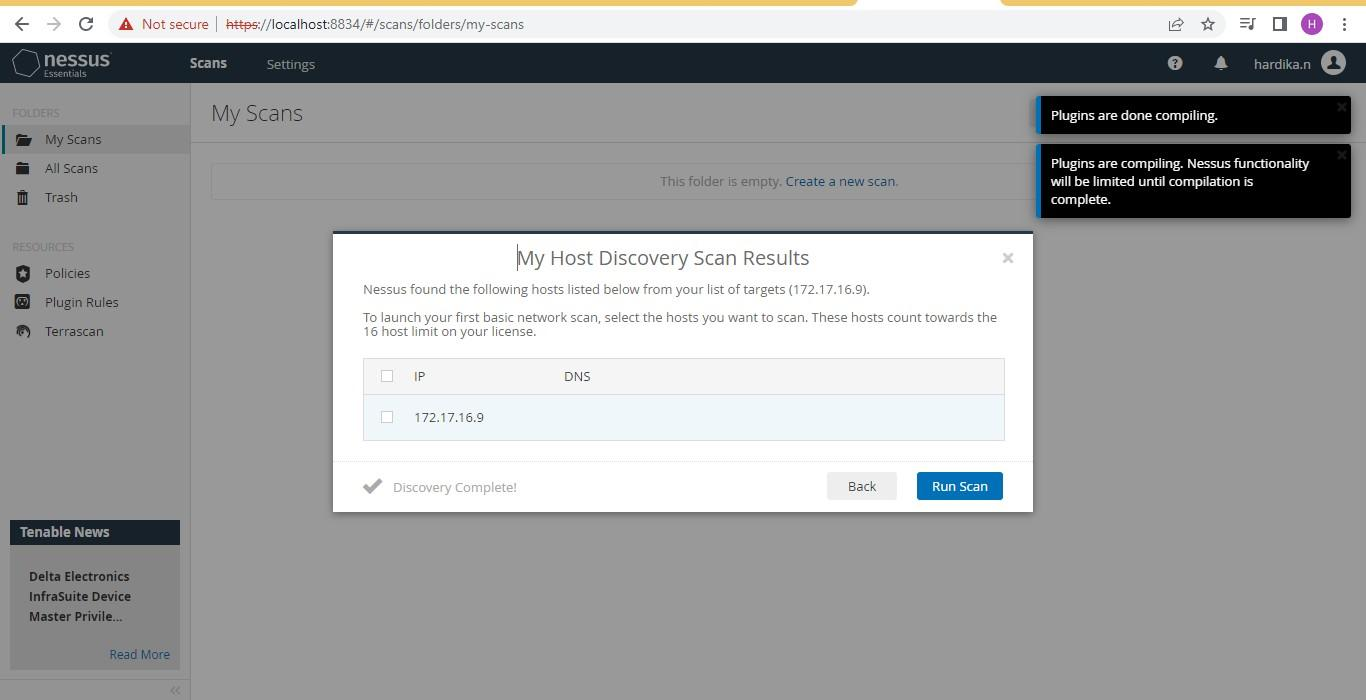 Not secure | https://localhost:8834/#/scans/folders/my-scans
H
nessus
Essentials
Scans
Settings
hardika.n
FOLDERS
My Scans
All Scans
Trash
RESOURCES
Policies
Plugin Rules
Terrascan
Tenable News
Delta Electronics
InfraSuite Device
Master Privile...
Read More
My Scans
This folder is empty. Create a new scan.
Plugins are done compiling.
Plugins are compiling. Nessus functionality
will be limited until compilation is
complete.
My Host Discovery Scan Results
Nessus found the following hosts listed below from your list of targets (172.17.16.9).
To launch your first basic network scan, select the hosts you want to scan. These hosts count towards the
16 host limit on your license.
IP DNS
172.17.16.9
Discovery Complete!
Back
Run Scan